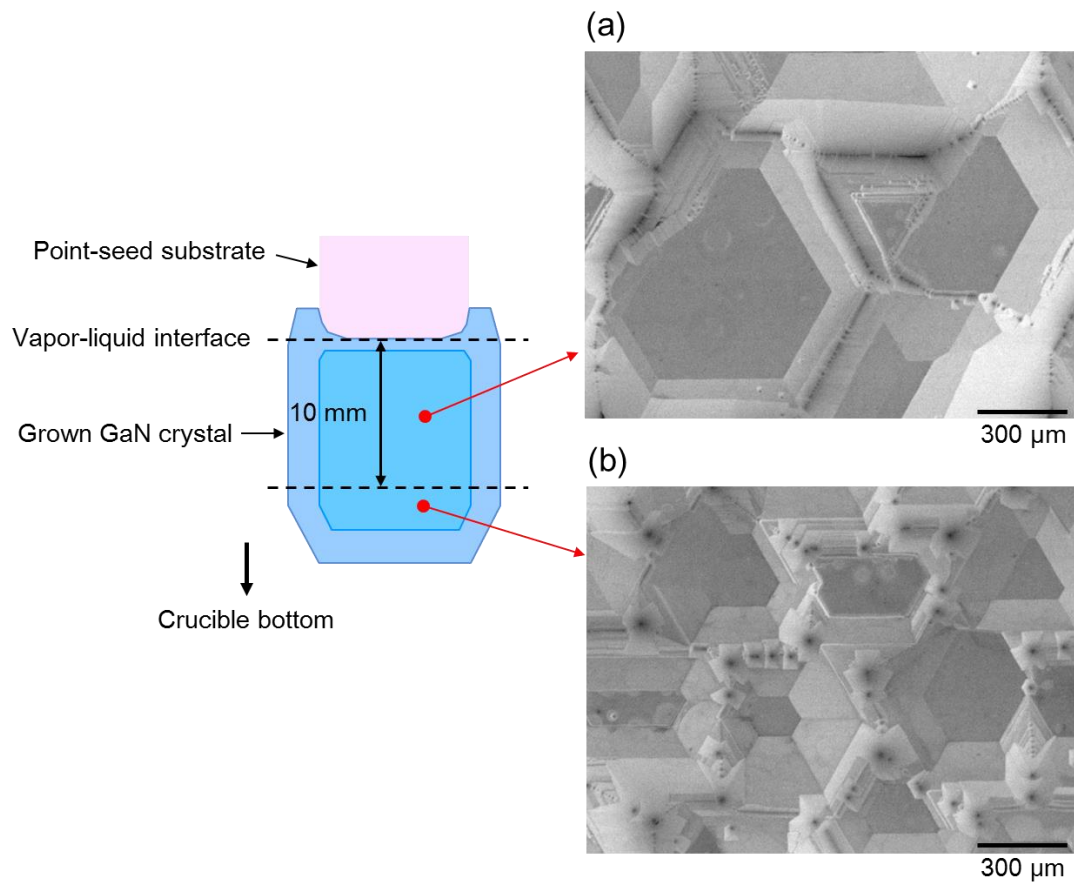 (a)
Point-seed substrate
Vapor-liquid interface
10 mm
Grown GaN crystal
300 µm
(b)
Crucible bottom
300 µm